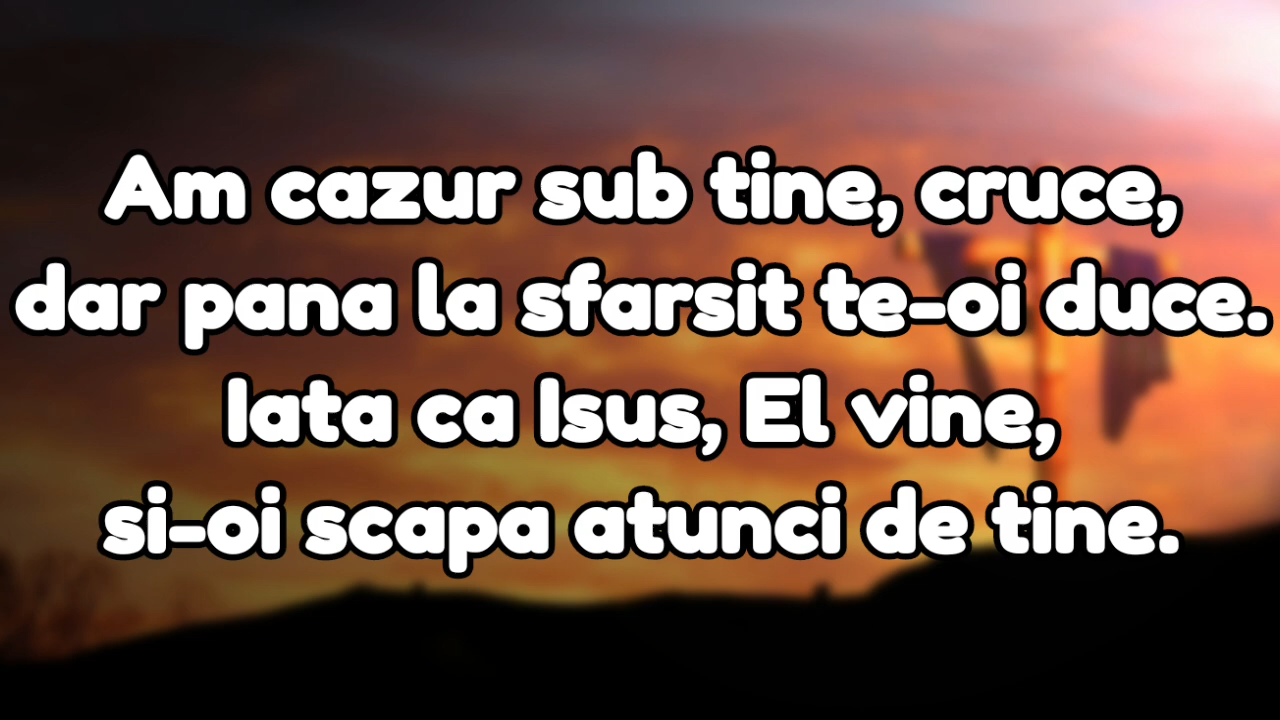 Am cazur sub tine, cruce,
dar pana la sfarsit te-oi duce.
Iata ca Isus, El vine,
si-oi scapa atunci de tine.